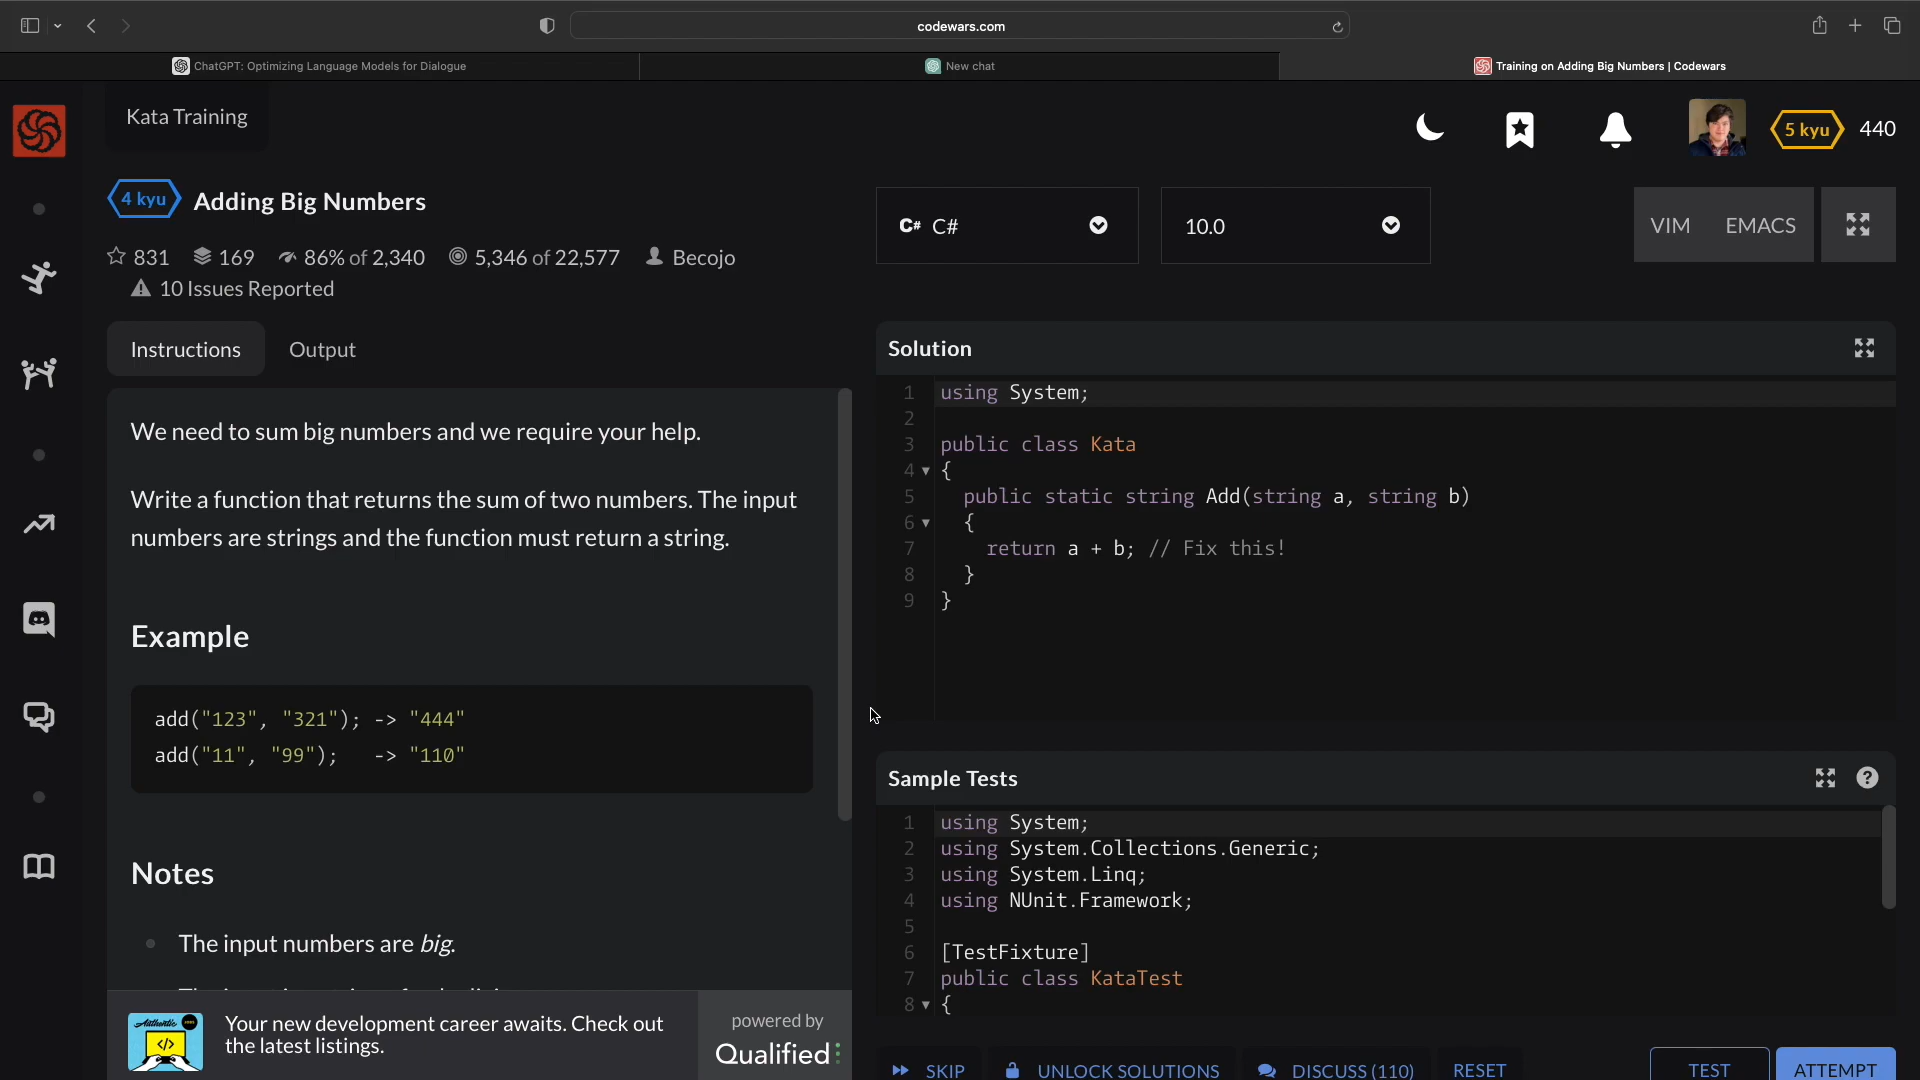 codewars.com
ChatGPT: Optimizing Language Models for Dialogue
New chat
Training on Adding Big Numbers | Codewars
Kata Training
5 kyu
440
4 kyu
Adding Big Numbers
831
169
86% of 2,340
5,346 of 22,577
Becojo
10 Issues Reported
C# C#
10.0
VIM
EMACS
Instructions
Output
We need to sum big numbers and we require your help.
Write a function that returns the sum of two numbers. The input
numbers are strings and the function must return a string.
Example
add("123", "321"); -> "444"
add("11", "99");   -> "110"
Notes
The input numbers are big.
Authentic
</>
Your new development career awaits. Check out
the latest listings.
powered by
Qualified
Solution
1 using System;
2
3 public class Kata
4 {
5   public static string Add(string a, string b)
6   {
7     return a + b; // Fix this!
8   }
9 }
Sample Tests
1 using System;
2 using System.Collections.Generic;
3 using System.Linq;
4 using NUnit.Framework;
5
6 [TestFixture]
7 public class KataTest
8 {
SKIP
UNLOCK SOLUTIONS
DISCUSS (110)
RESET
TEST
ATTEMPT